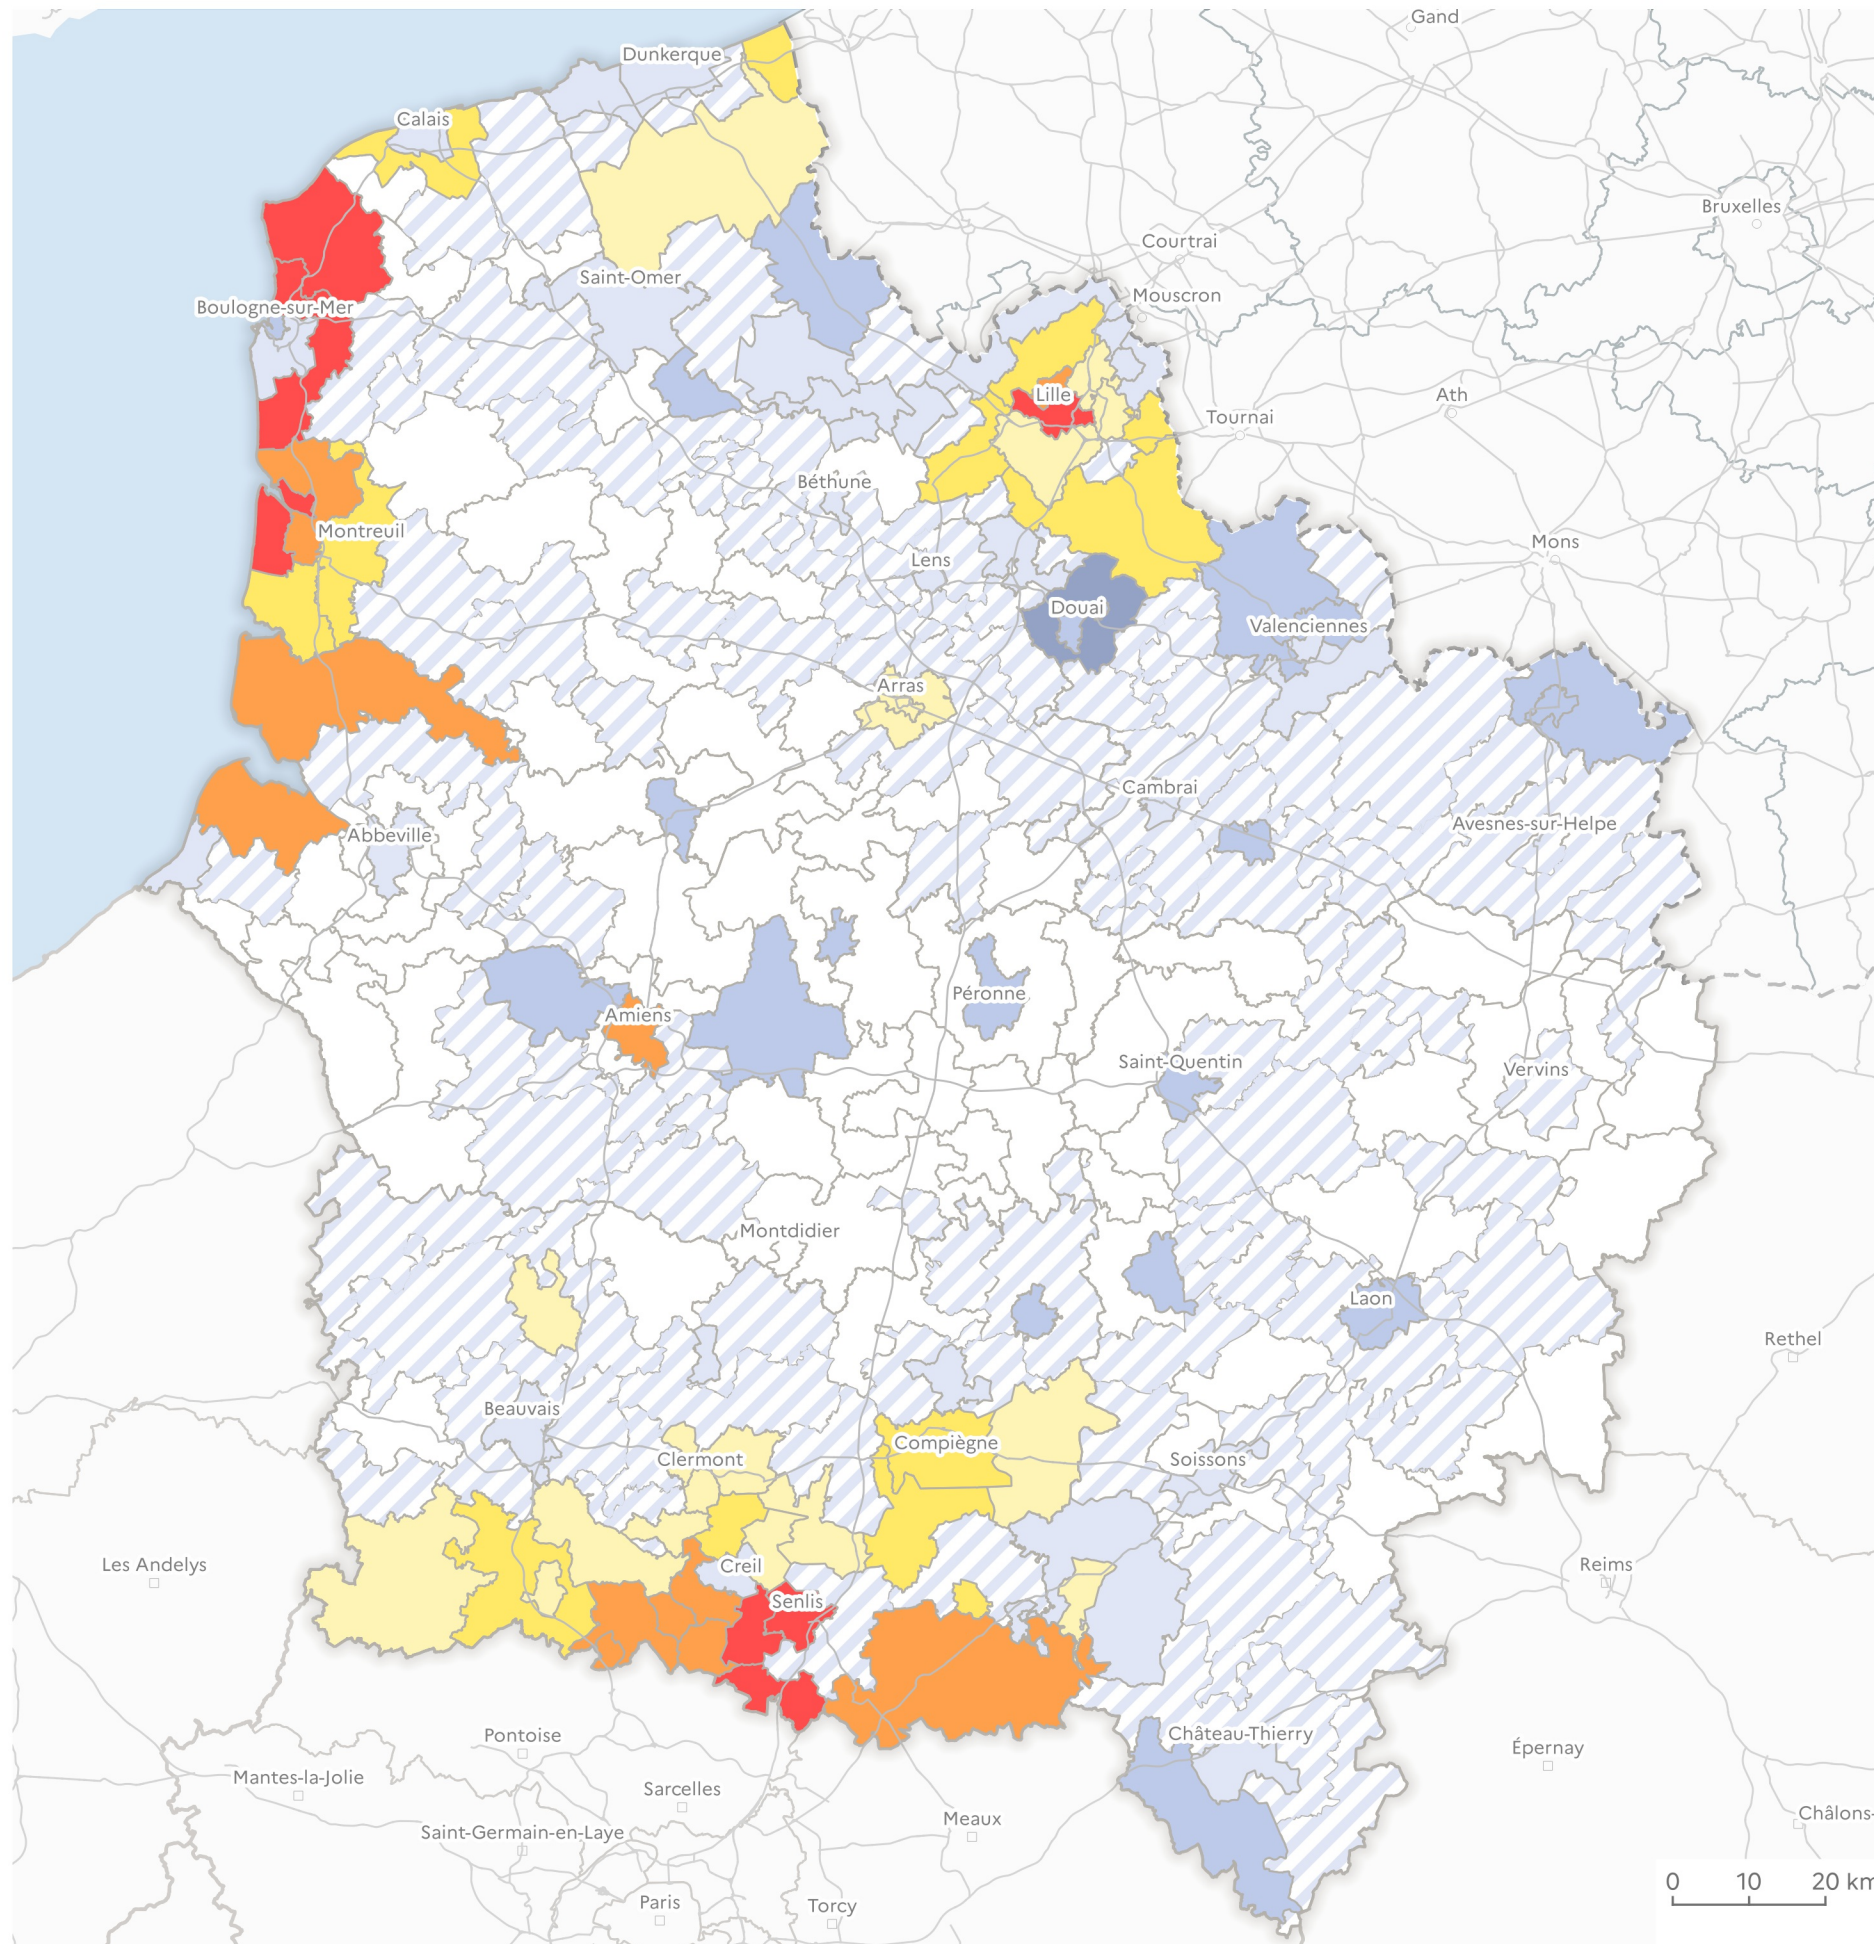 Gand
Dunkerque
Calais
Bruxelles
Courtrai
Saint-Omer
Mouscron
Boulogne-sur-Mer
Lille
Ath
Tournai
Béthune
Montreuil
Mons
Lens
Douai
Valenciennes
Arras
Cambrai
Avesnes-sur-Helpe
Abbeville
Péronne
Amiens
Saint-Quentin
Vervins
Montdidier
Laon
Rethel
Beauvais
Compiègne
Clermont
Soissons
Les Andelys
Creil
Reims
Senlis
Château-Thierry
Pontoise
Épernay
Mantes-la-Jolie
Sarcelles
Meaux
Châlons-
Saint-Germain-en-Laye
0 10 20 km
Paris
Torcy